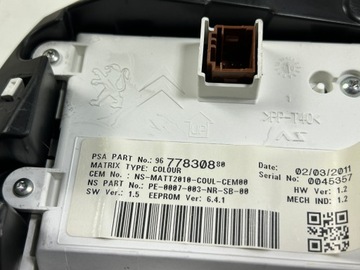 >PP-T40<
PSA PART No.: 96 778308 80
MATRIX TYPE: COLOUR
CEM No : NS-MATT2010-COUL-CEM00
NS PART No: PE-0007-003-NR-SB-00
SW Ver: 1.5 EEPROM Ver: 6.4.1
Date: 02/03/2011
Serial No: 0045357
HW Ver : 1.2
MECH IND: 1.2